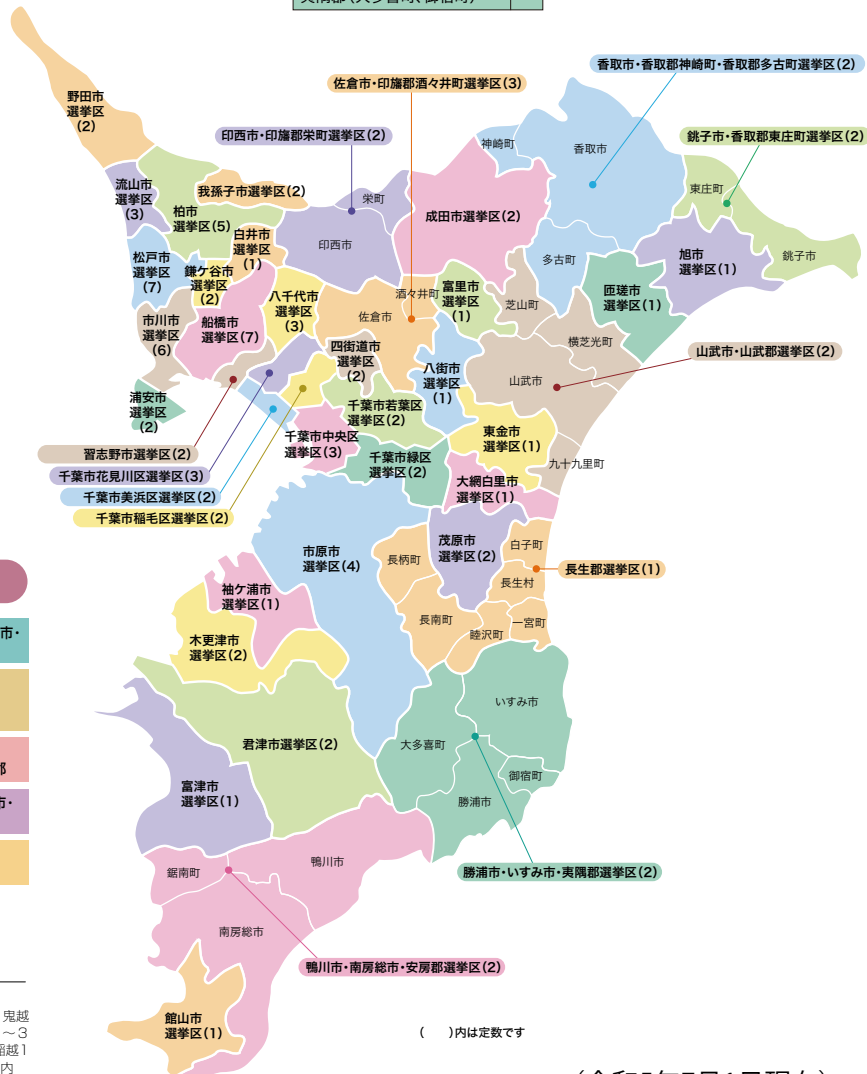 香取市・香取郡神崎町・香取郡多古町選挙区(2)
佐倉市・印旛郡酒々井町選挙区(3)
野田市
選挙区
(2)
印西市・印旛郡栄町選挙区(2)
銚子市・香取郡東庄町選挙区(2)
神崎町
香取市
流山市
選挙区
(3)
我孫子市選挙区(2)
栄町
東庄町
柏市
選挙区(5)
成田市選挙区(2)
白井市
選挙区
(1)
印西市
松戸市
選挙区
(7)
鎌ケ谷市
選挙区
(2)
多古町
旭市
選挙区(1)
銚子市
八千代市
選挙区
(3)
酒々井町
富里市
選挙区
(1)
匝瑳市
選挙区(1)
芝山町
市川市
選挙区
(6)
船橋市
選挙区(7)
佐倉市
横芝光町
四街道市
選挙区
(2)
八街市
選挙区
(1)
山武市・山武郡選挙区(2)
山武市
浦安市
選挙区
(2)
千葉市若葉区
選挙区(2)
東金市
選挙区(1)
千葉市中央区
選挙区(3)
習志野市選挙区(2)
千葉市緑区
選挙区(2)
九十九里町
千葉市花見川区選挙区(3)
大網白里市
選挙区(1)
千葉市美浜区選挙区(2)
千葉市稲毛区選挙区(2)
市原市
選挙区(4)
茂原市
選挙区(2)
白子町
長柄町
長生郡選挙区(1)
長生村
袖ケ浦市
選挙区(1)
長南町
一宮町
睦沢町
木更津市
選挙区(2)
いすみ市
君津市選挙区(2)
大多喜町
御宿町
富津市
選挙区(1)
勝浦市
鴨川市
鋸南町
勝浦市・いすみ市・夷隅郡選挙区(2)
南房総市
鴨川市・南房総市・安房郡選挙区(2)
館山市
選挙区(1)
(　)内は定数です
市・
鬼越
～3
内